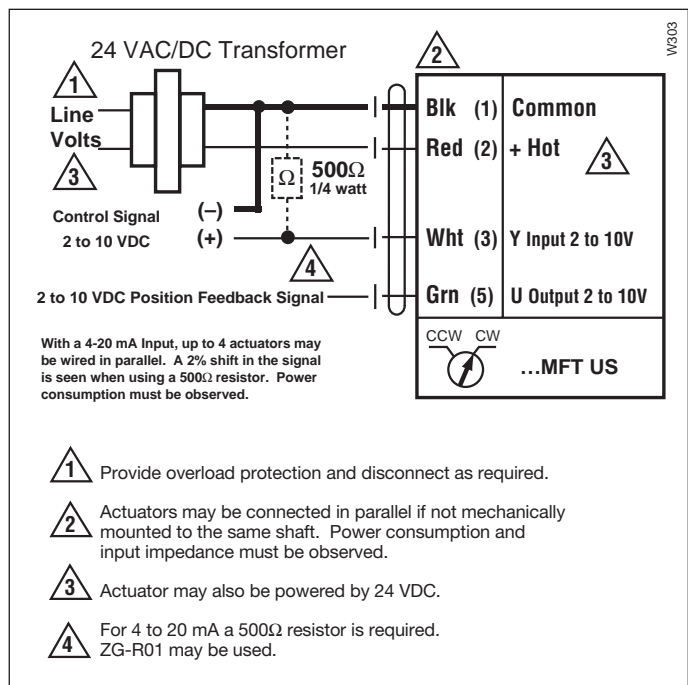 W303
24 VAC/DC Transformer
1
2
Line
Volts
3
Blk (1) Common
Red (2) + Hot
3
Ω
500Ω
1/4 watt
Control Signal
2 to 10 VDC
(–)
(+)
Wht (3) Y Input 2 to 10V
4
2 to 10 VDC Position Feedback Signal
Grn (5) U Output 2 to 10V
With a 4-20 mA Input, up to 4 actuators may
be wired in parallel. A 2% shift in the signal
is seen when using a 500Ω resistor. Power
consumption must be observed.
CCW CW
...MFT US
1 Provide overload protection and disconnect as required.
2 Actuators may be connected in parallel if not mechanically
mounted to the same shaft. Power consumption and
input impedance must be observed.
3 Actuator may also be powered by 24 VDC.
4 For 4 to 20 mA a 500Ω resistor is required.
ZG-R01 may be used.